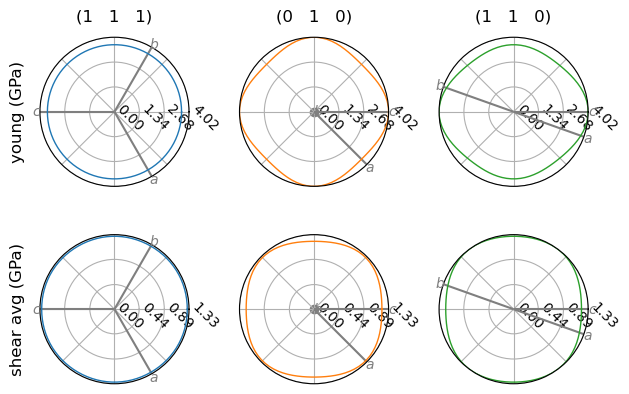 (1 1 1)
(0 1 0)
(1 1 0)
young (GPa)
b
c
a
0.00
1.34
2.68
4.02
a
0.00
1.34
2.68
4.02
b
a
0.00
1.34
2.68
4.02
shear avg (GPa)
b
c
a
0.00
0.44
0.89
1.33
a
0.00
0.44
0.89
1.33
b
a
0.00
0.44
0.89
1.33